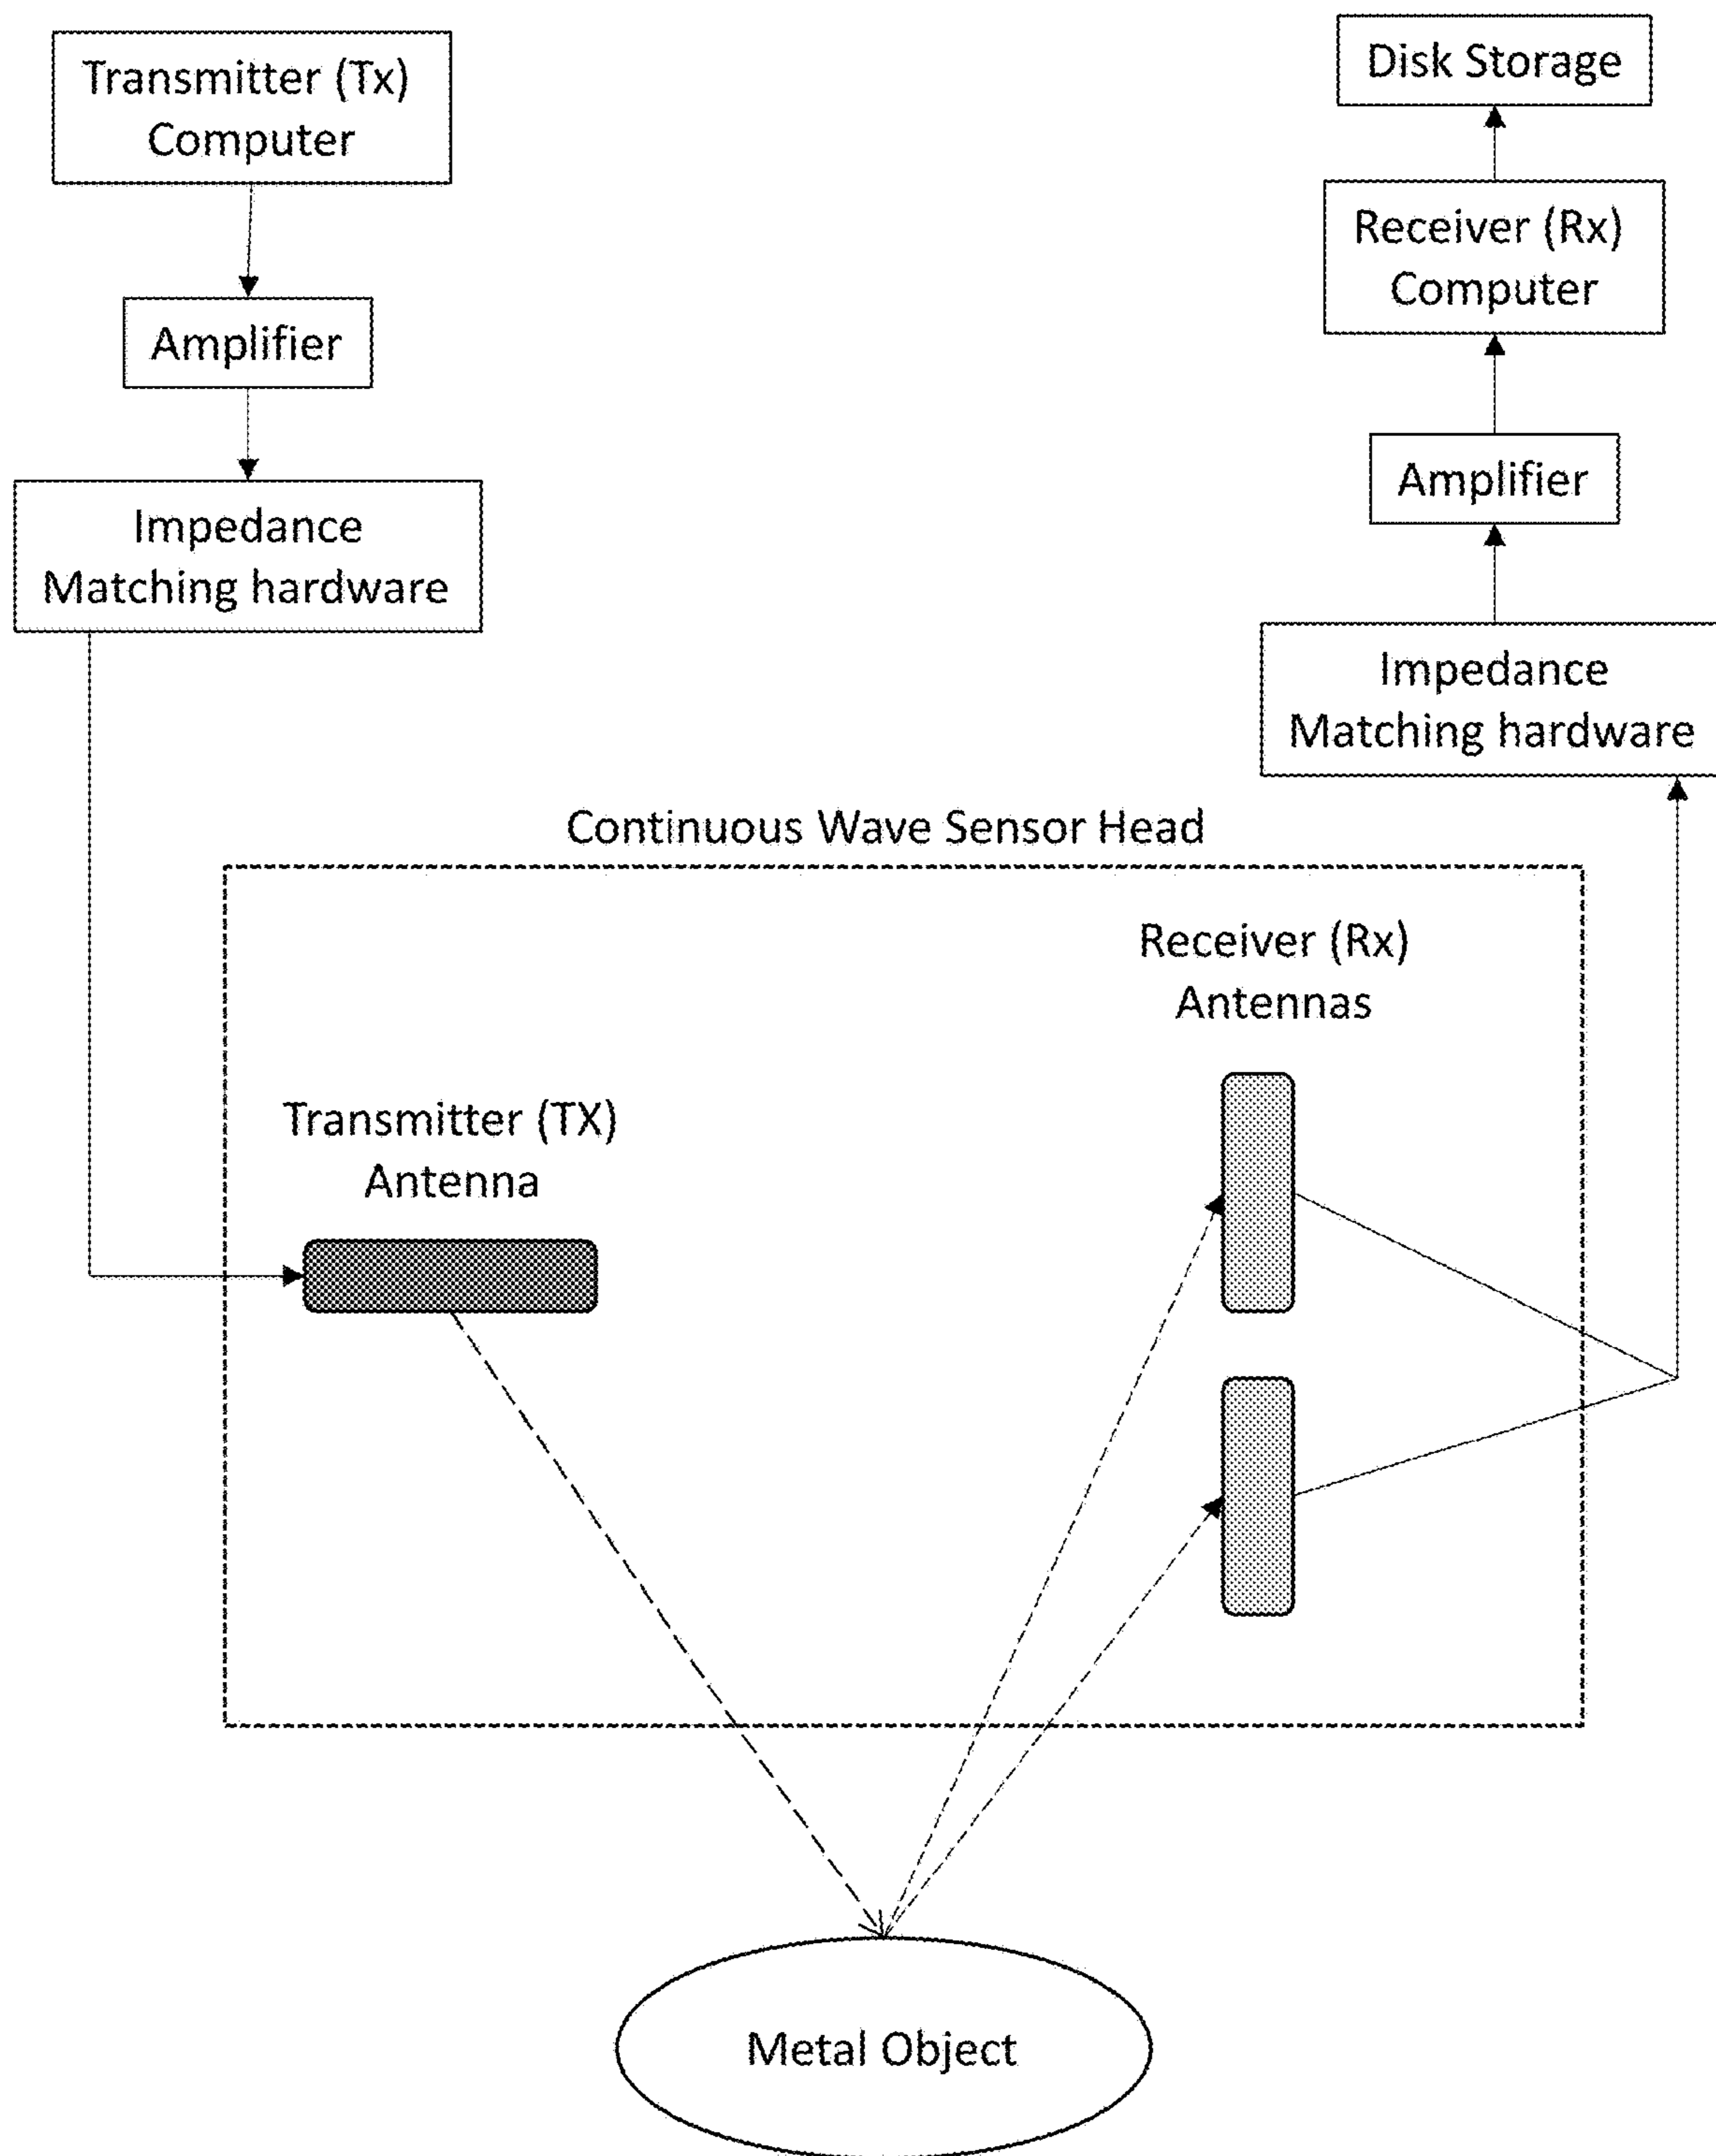 Transmitter (Tx)
Computer
Amplifier
Impedance
Matching hardware
Disk Storage
Receiver (Rx)
Computer
Amplifier
Impedance
Matching hardware
Continuous Wave Sensor Head
Receiver (Rx)
Antennas
Transmitter (TX)
Antenna
Metal Object